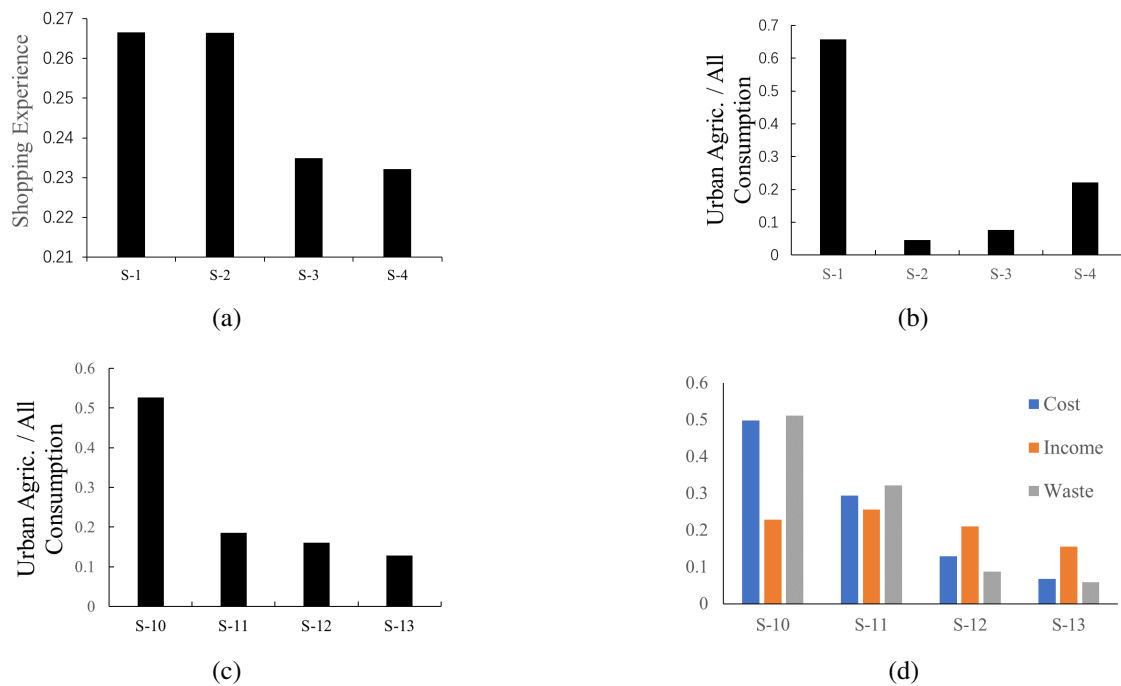 Shopping Experience
0.27
0.26
0.25
0.24
0.23
0.22
0.21
S-1 S-2 S-3 S-4
(a)
Urban Agric. / All
Consumption
0.7
0.6
0.5
0.4
0.3
0.2
0.1
0
S-1 S-2 S-3 S-4
(b)
Urban Agric. / All
Consumption
0.6
0.5
0.4
0.3
0.2
0.1
0
S-10 S-11 S-12 S-13
(c)
0.6
0.5
0.4
0.3
0.2
0.1
0
Cost
Income
Waste
S-10 S-11 S-12 S-13
(d)